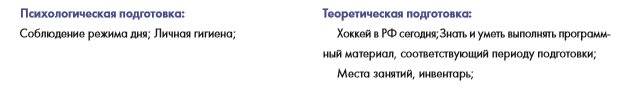 Психологическая подготовка:
Соблюдение режима дня; Личная гигиена;
Теоретическая подготовка:
Хоккей в РФ сегодня;Знать и уметь выполнять программ-
ный материал, соответствующий периоду подготовки;
Места занятий, инвентарь;